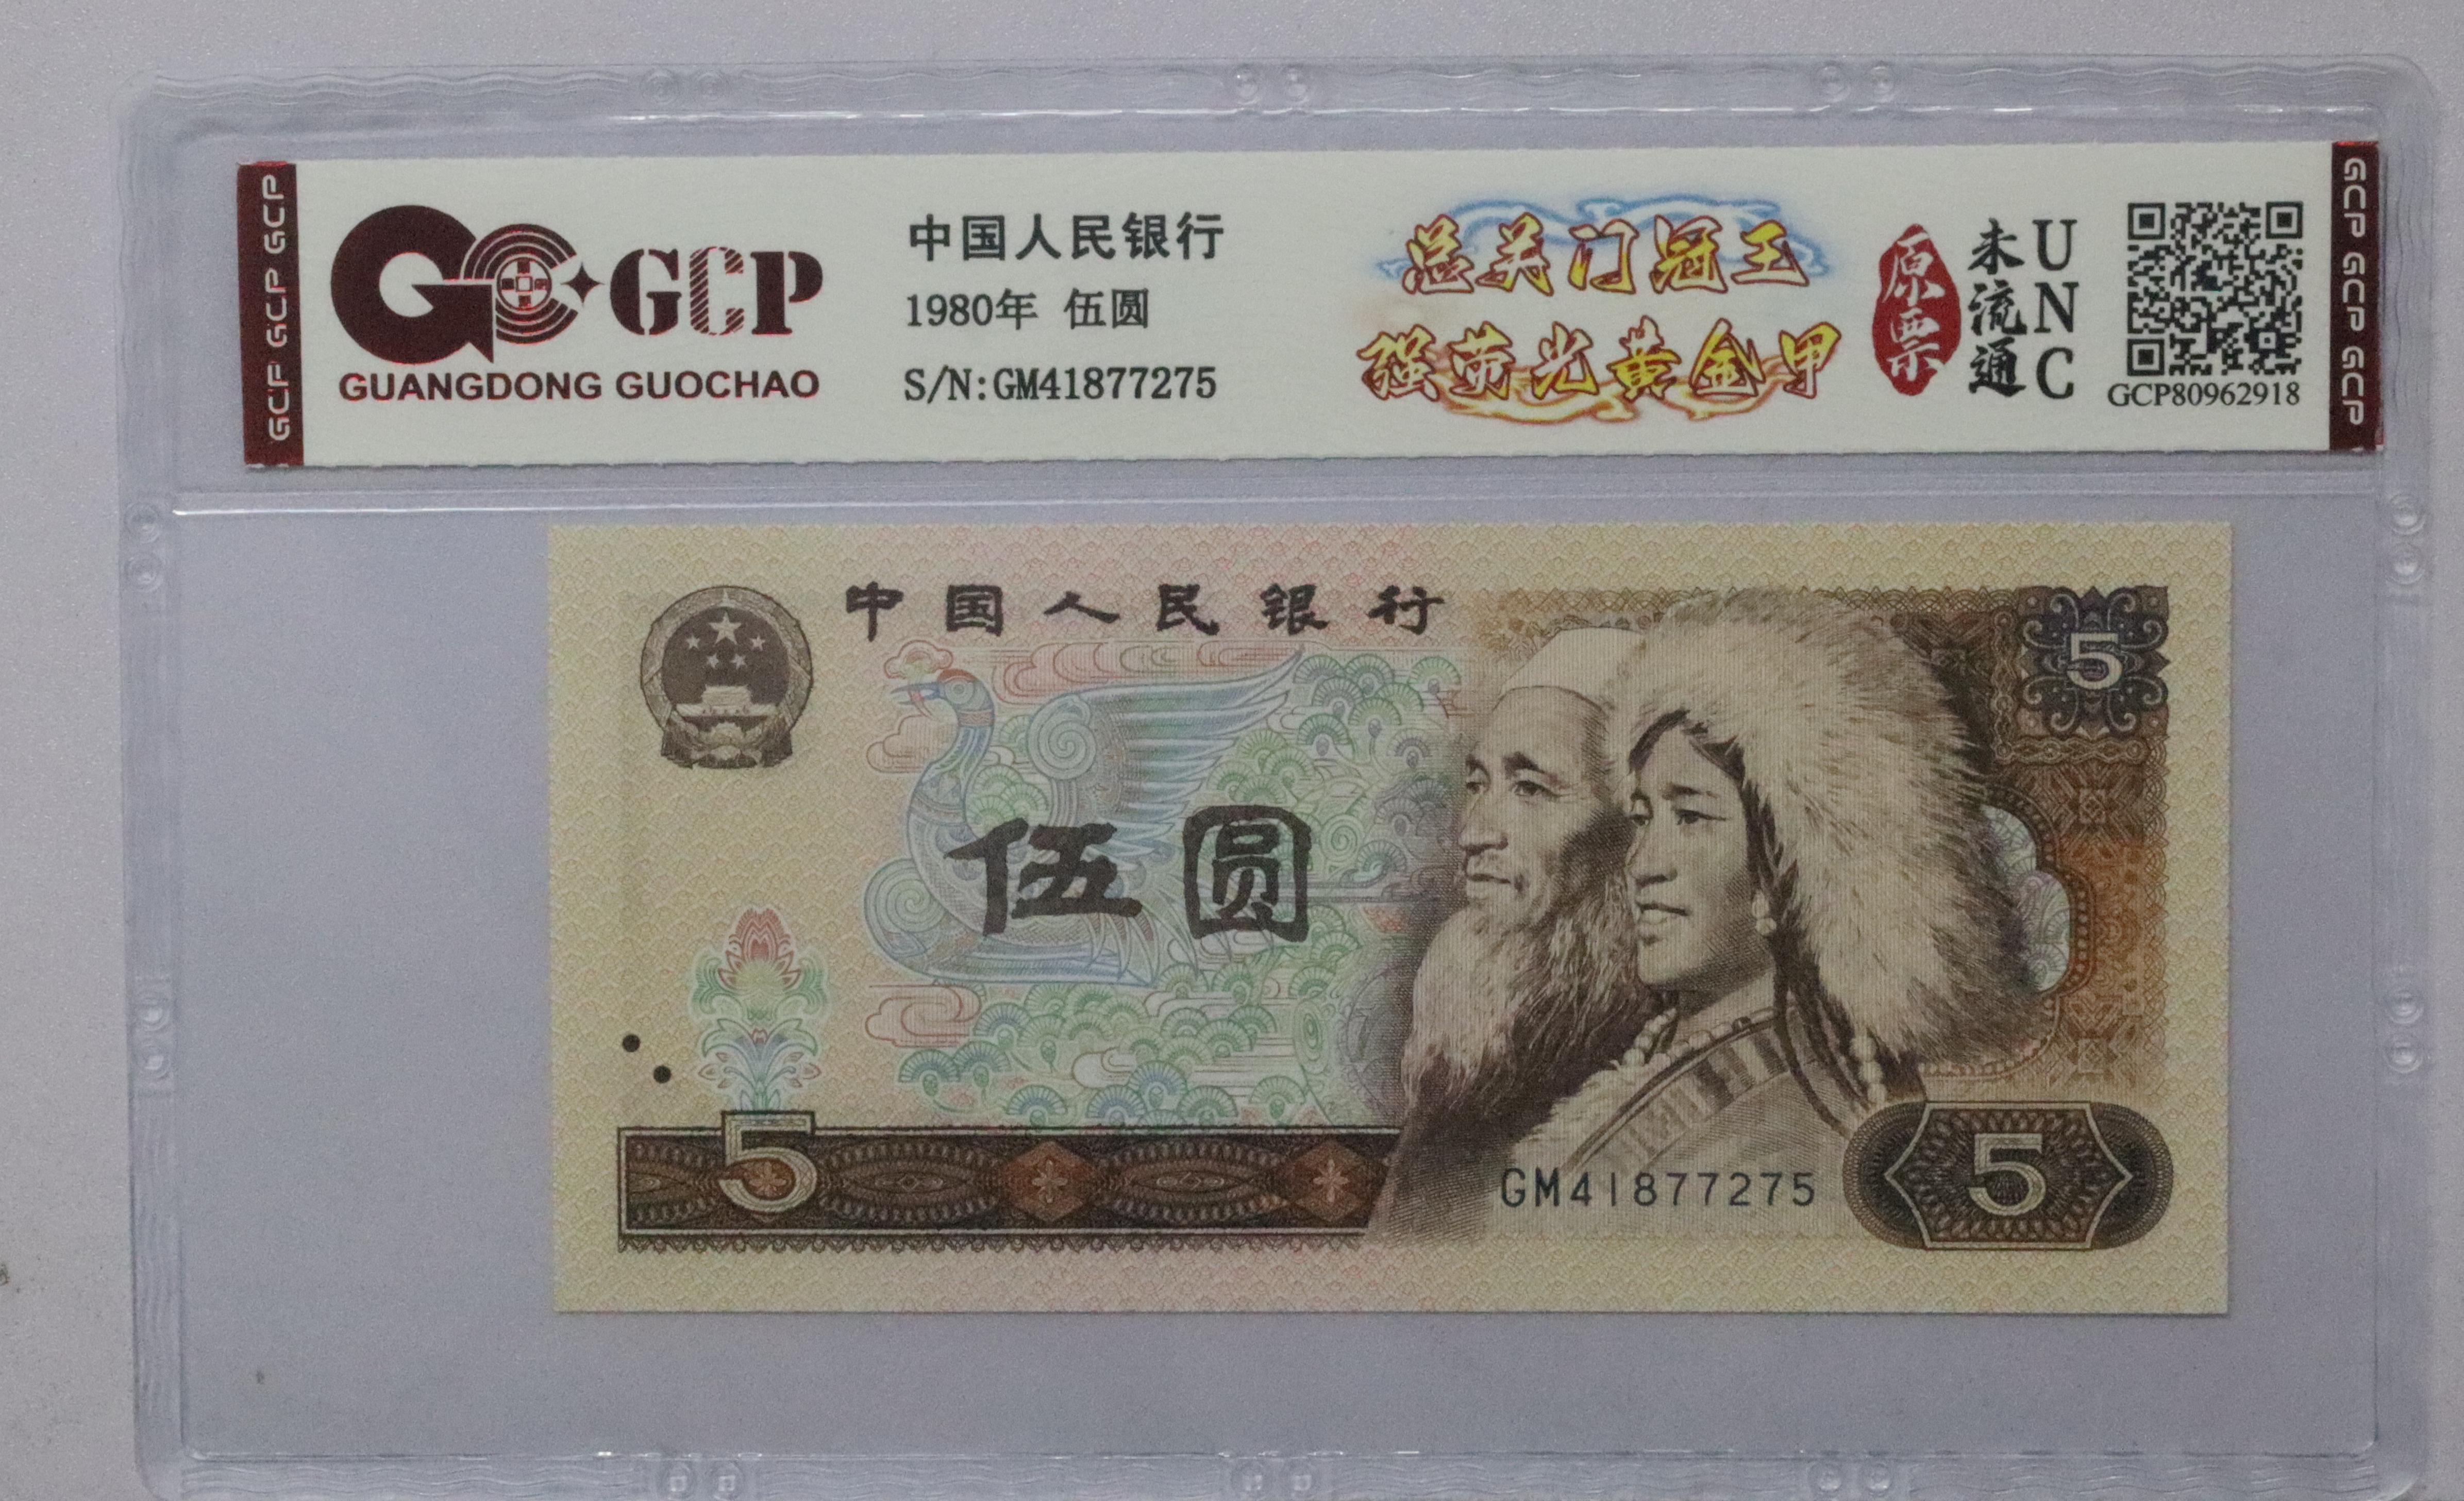 GCP GCP GCP
GCP
GUANGDONG GUOCHAO
中国人民银行
1980年 伍圆
S/N:GM41877275
总关门冠王
强荧光黄金甲
原票
未流通
UNC
GCP80962918
GCP GCP GCP
中国人民银行
5
伍圆
5
GM41877275
5